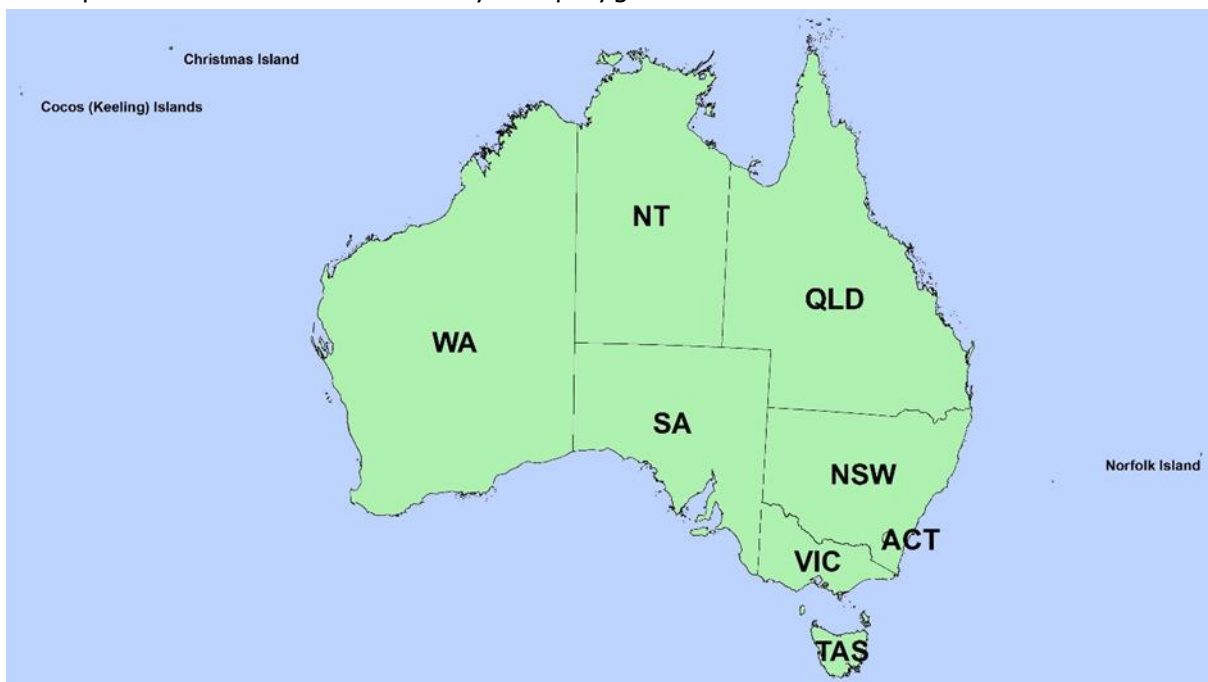 Christmas Island
Cocos (Keeling) Islands
NT
QLD
WA
SA
Norfolk Island
NSW
ACT
VIC
TAS